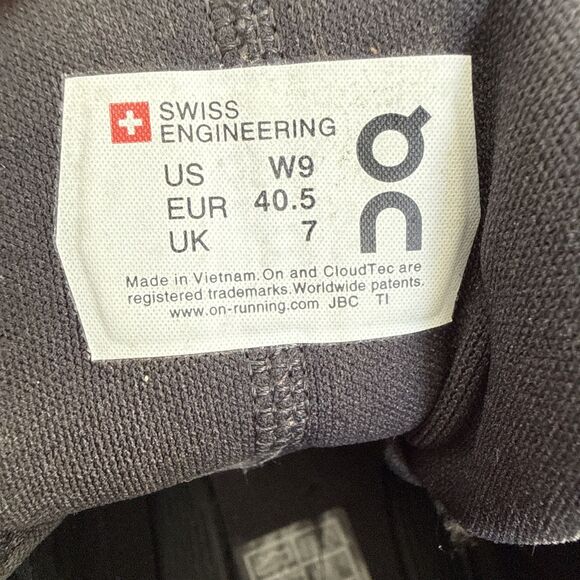 SWISS
ENGINEERING
US W9
EUR 40.5
UK 7
Made in Vietnam. On and CloudTec are
registered trademarks. Worldwide patents.
www.on-running.com JBC TI